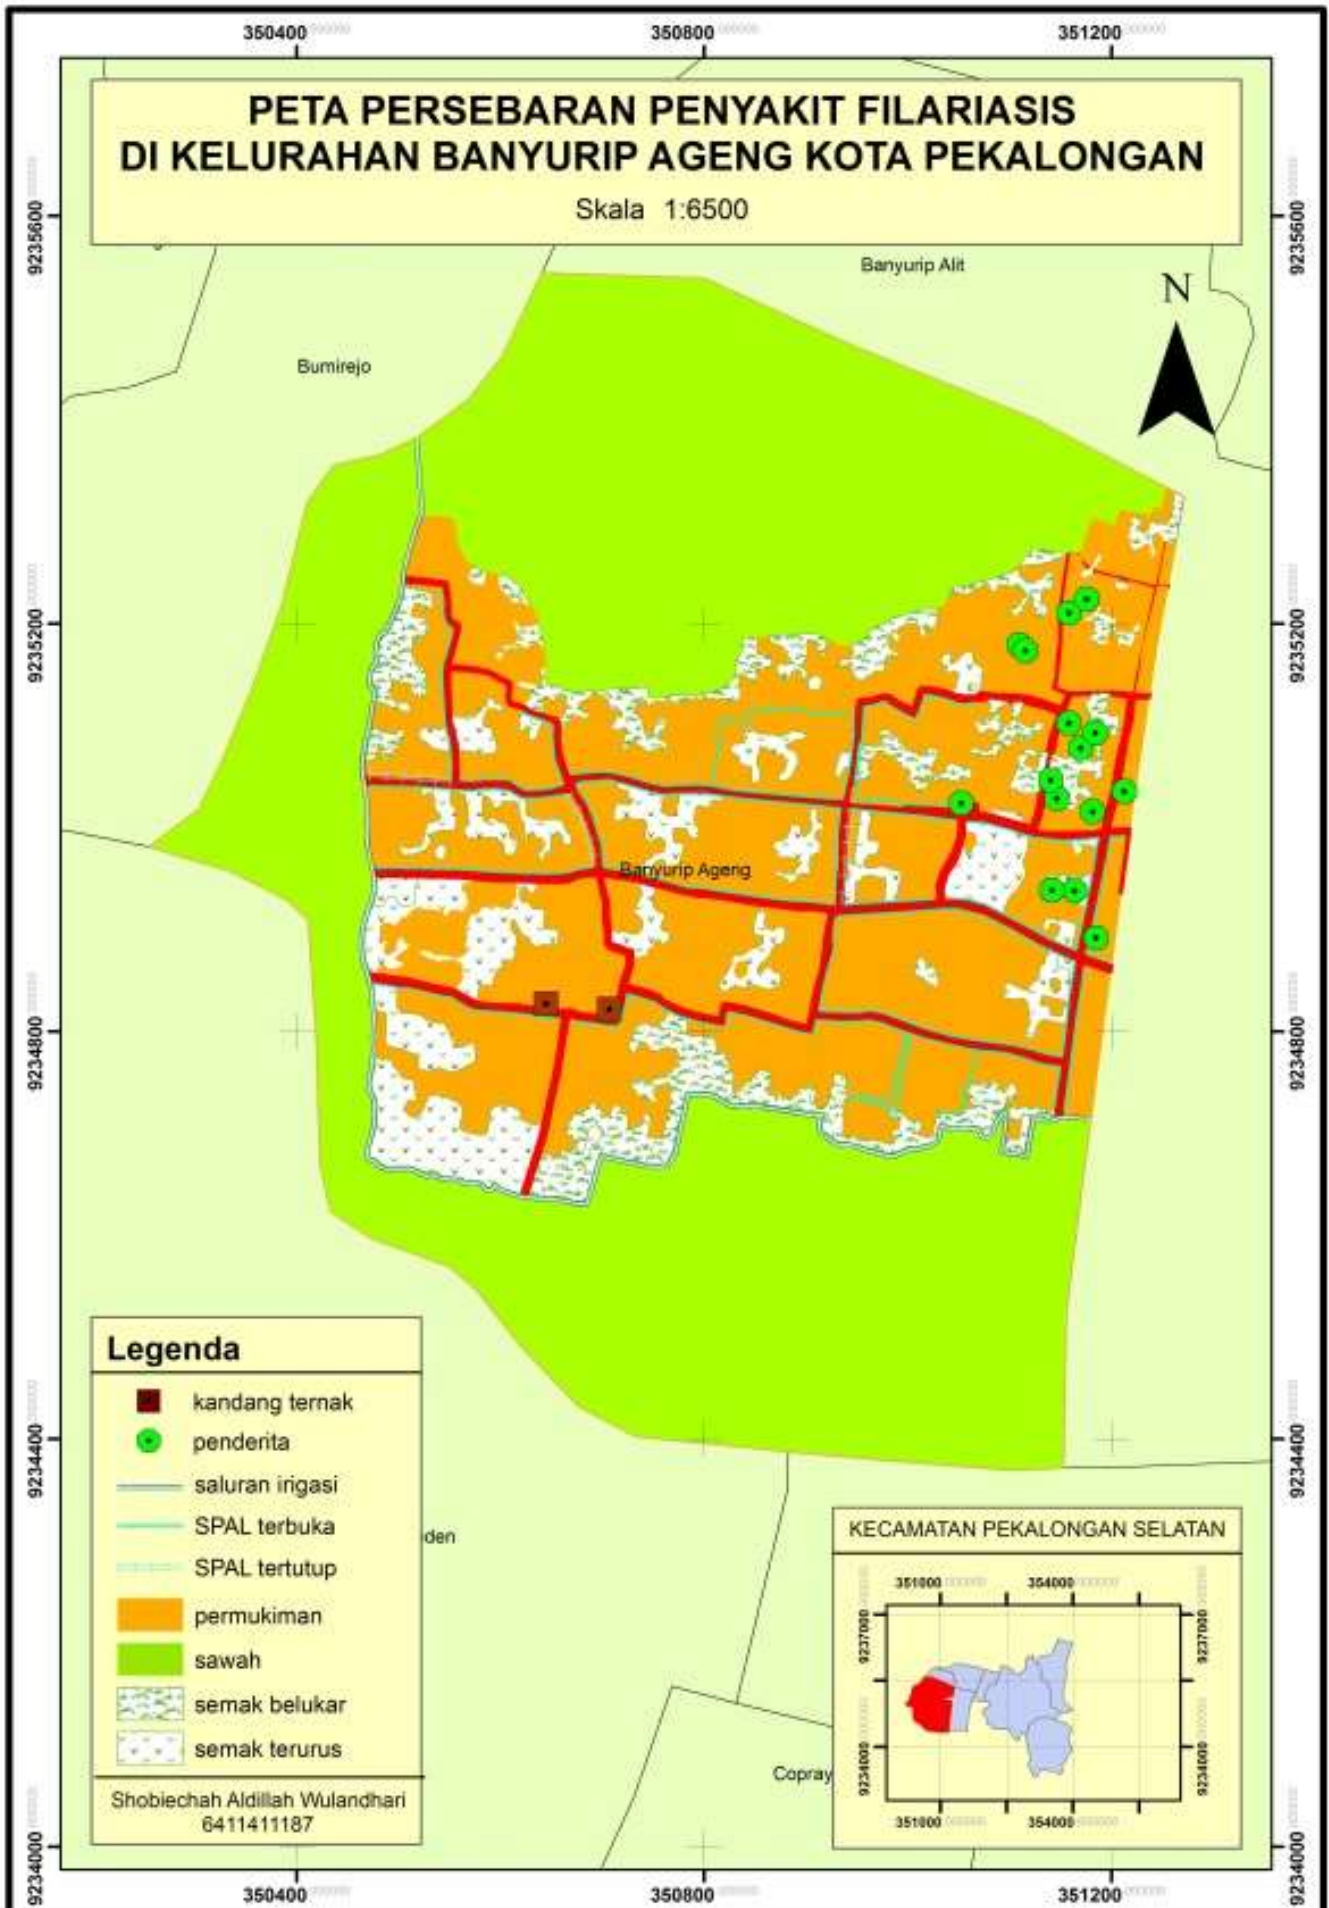 350400 350800 351200
PETA PERSEBARAN PENYAKIT FILARIASIS
DI KELURAHAN BANYURIP AGENG KOTA PEKALONGAN
Skala 1:6500
9235600
9235600
Banyurip Alit
N
Bumirejo
9235200
9235200
Banyurip Ageng
9234800
9234800
Legenda
kandang ternak
penderita
saluran irigasi
SPAL terbuka
SPAL tertutup
permukiman
sawah
semak belukar
semak terurus
Shobiechah Aldillah Wulandhari
6411411187
9234400
9234400
den
Copray
KECAMATAN PEKALONGAN SELATAN
351000 354000
9237000
9237000
9234000
9234000
351000 354000
9234000
9234000
350400 350800 351200